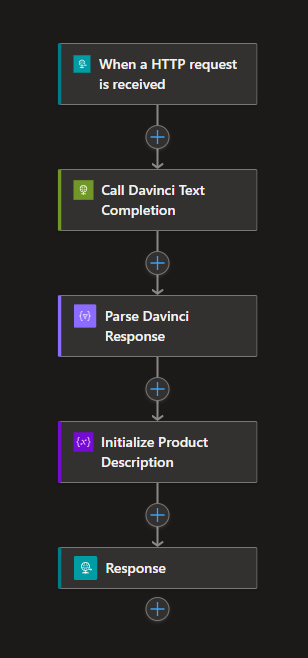 When a HTTP request
is received
Call Davinci Text
Completion
Parse Davinci
Response
Initialize Product
Description
Response